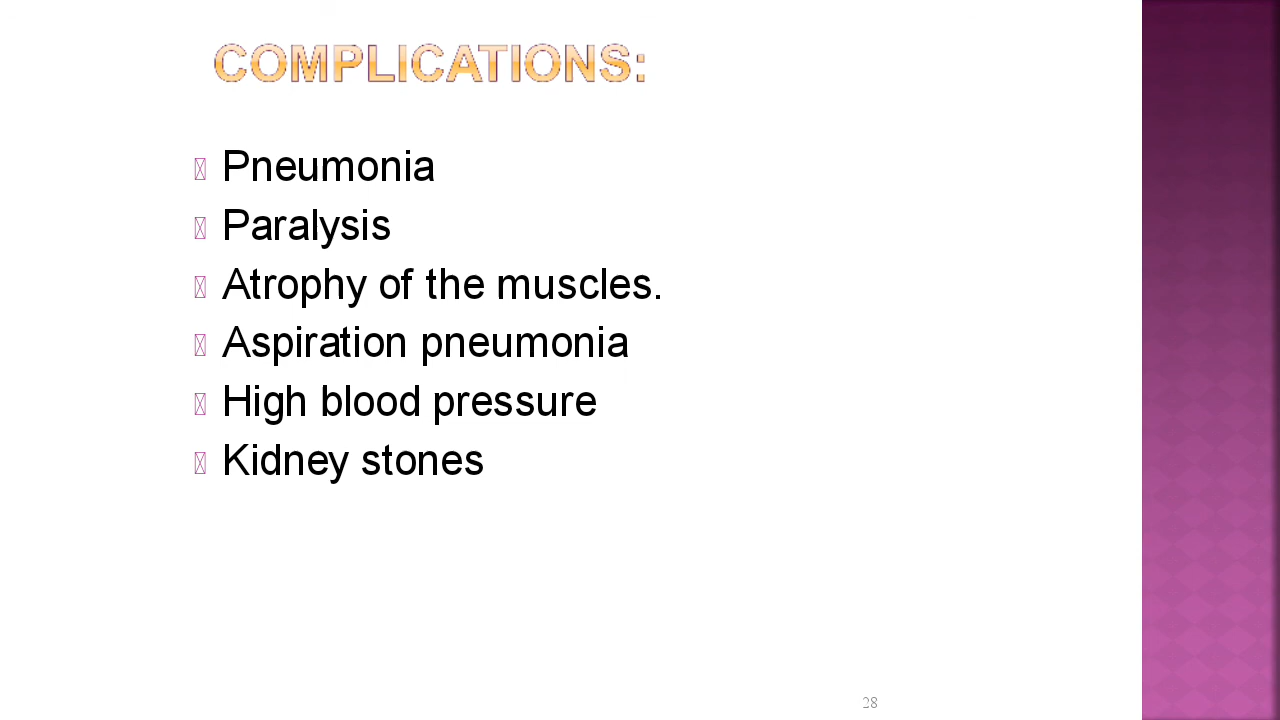 COMPLICATIONS:
Pneumonia
Paralysis
Atrophy of the muscles.
Aspiration pneumonia
High blood pressure
Kidney stones
28